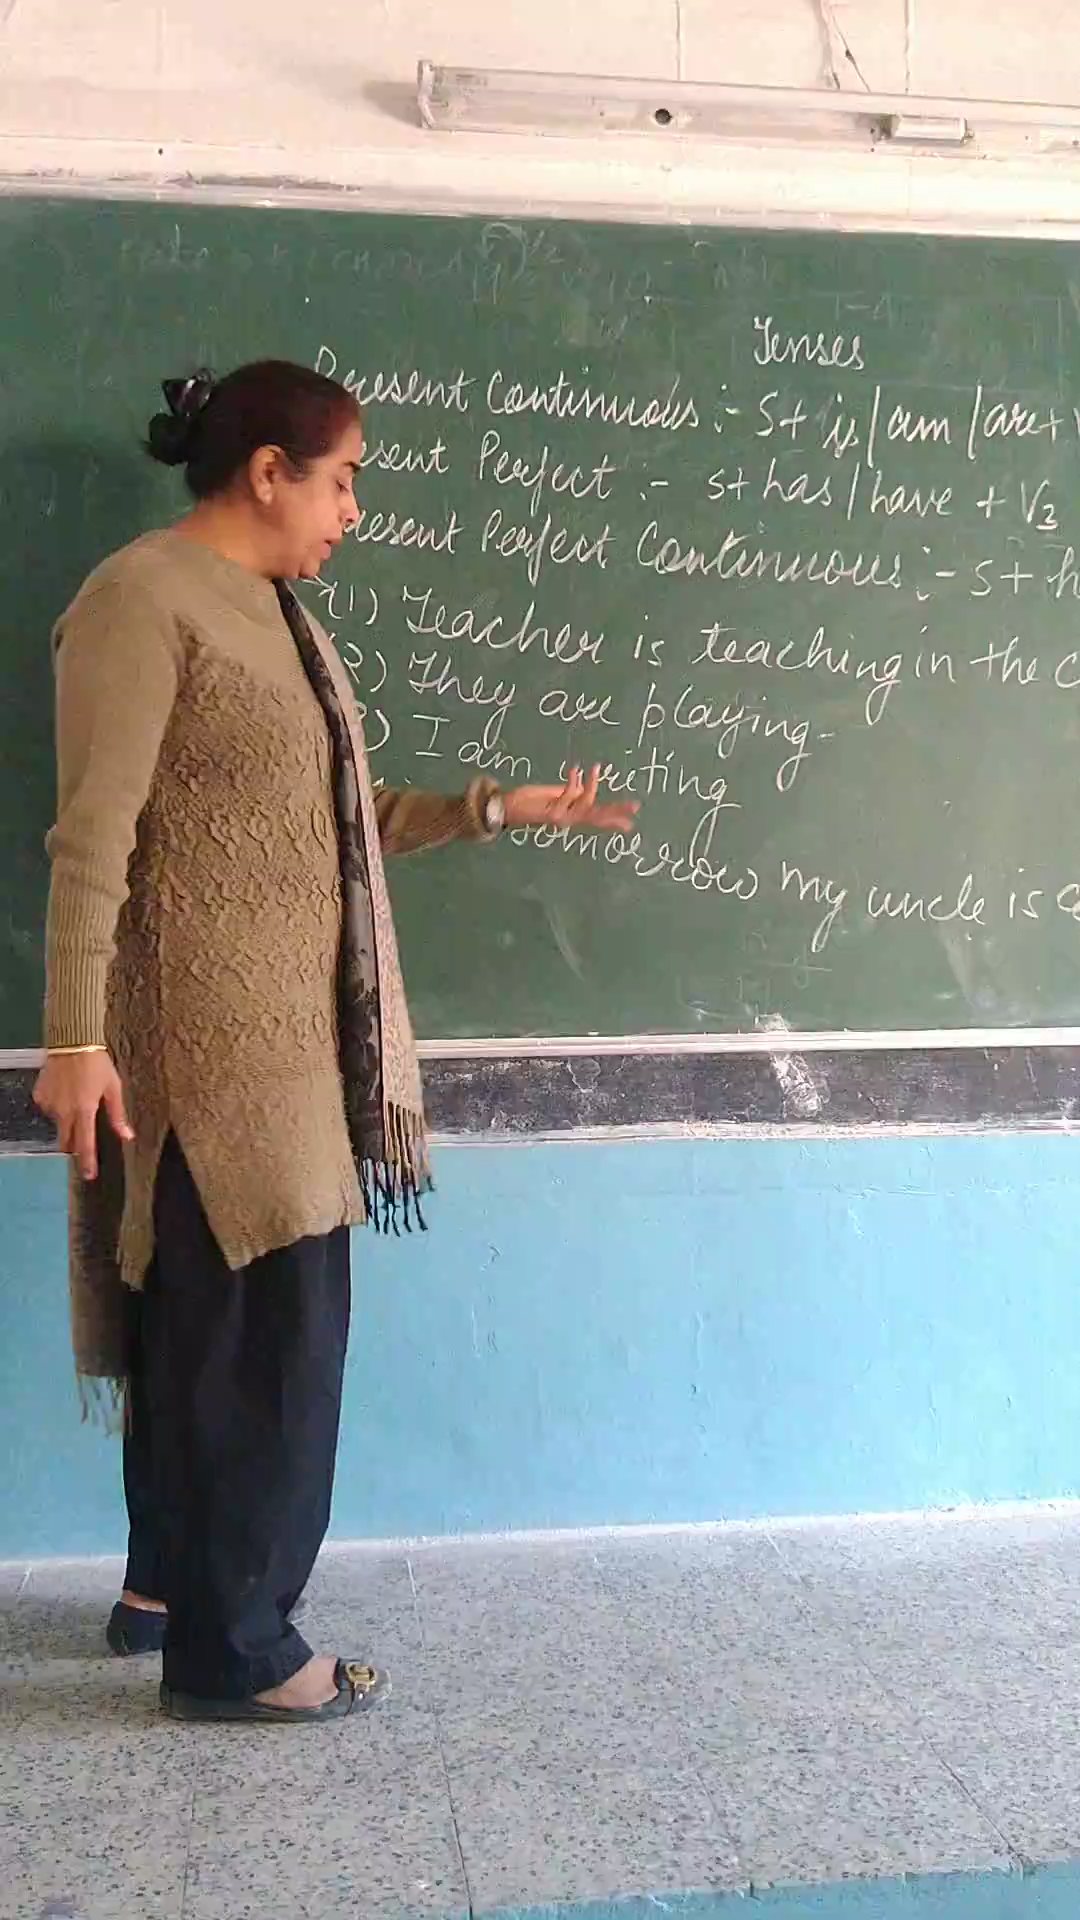 Tenses
Present Continuous :- S+ is/am/are+
Present Perfect :- S+ has/have + V3
Present Perfect Continuous :- S+
(1) Teacher is teaching in the
(2) They are playing.
(3) I am writing
Tomorrow my uncle is